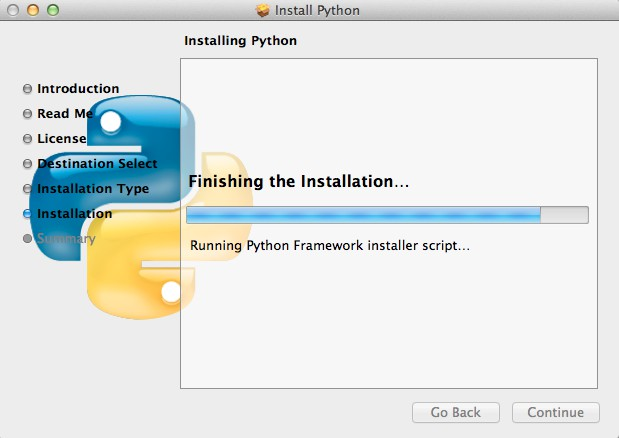 Install Python
Installing Python
Introduction
Read Me
License
Destination Select
Installation Type
Installation
Summary
Finishing the Installation...
Running Python Framework installer script...
Go Back
Continue